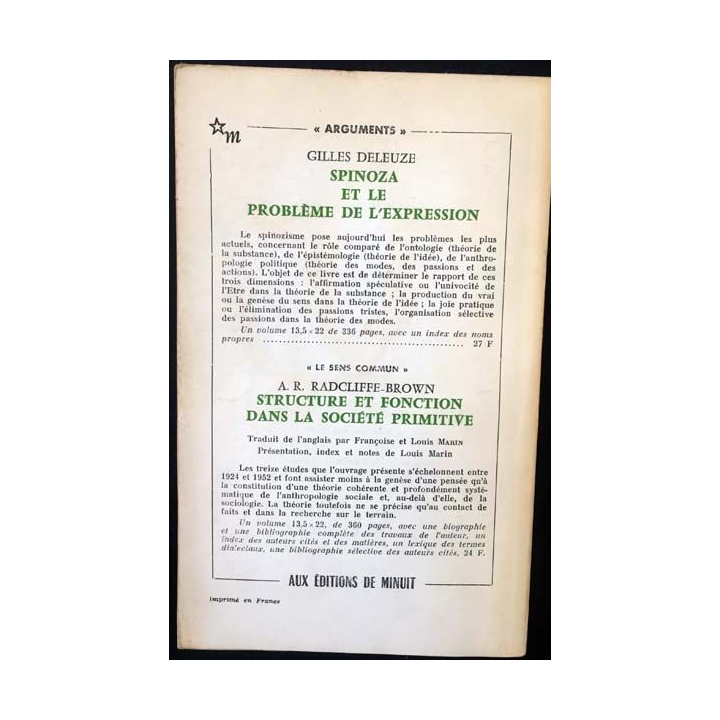 ☆m
« ARGUMENTS »
GILLES DELEUZE
SPINOZA
ET LE
PROBLÈME DE L'EXPRESSION
Le spinozisme pose aujourd'hui les problèmes les plus
actuels, concernant le rôle comparé de l'ontologie (théorie de
la substance), de l'épistémologie (théorie de l'idée), de l'anthro-
pologie politique (théorie des modes, des passions et des
actions). L'objet de ce livre est de déterminer le rapport de ces
trois dimensions : l'affirmation spéculative ou l'univocité de
l'Etre dans la théorie de la substance ; la production du vrai
ou la genèse du sens dans la théorie de l'idée ; la joie pratique
ou l'élimination des passions tristes, l'organisation sélective
des passions dans la théorie des modes.
Un volume 13,5 × 22 de 336 pages, avec un index des noms
propres .................................................. 27 F
« LE SENS COMMUN »
A. R. RADCLIFFE-BROWN
STRUCTURE ET FONCTION
DANS LA SOCIÉTÉ PRIMITIVE
Traduit de l'anglais par Françoise et Louis MARIN
Présentation, index et notes de Louis Marin
Les treize études que l'ouvrage présente s'échelonnent entre
1924 et 1952 et font assister moins à la genèse d'une pensée qu'à
la constitution d'une théorie cohérente et profondément systé-
matique de l'anthropologie sociale et, au-delà d'elle, de la
sociologie. La théorie toutefois ne se précise qu'au contact de
faits et dans la recherche sur le terrain.
Un volume 13,5 × 22, de 360 pages, avec une biographie
et une bibliographie complète des travaux de l'auteur, un
index des auteurs cités et des matières, un lexique des termes
dialectaux, une bibliographie sélective des auteurs cités, 24 F.
AUX ÉDITIONS DE MINUIT
Imprimé en France